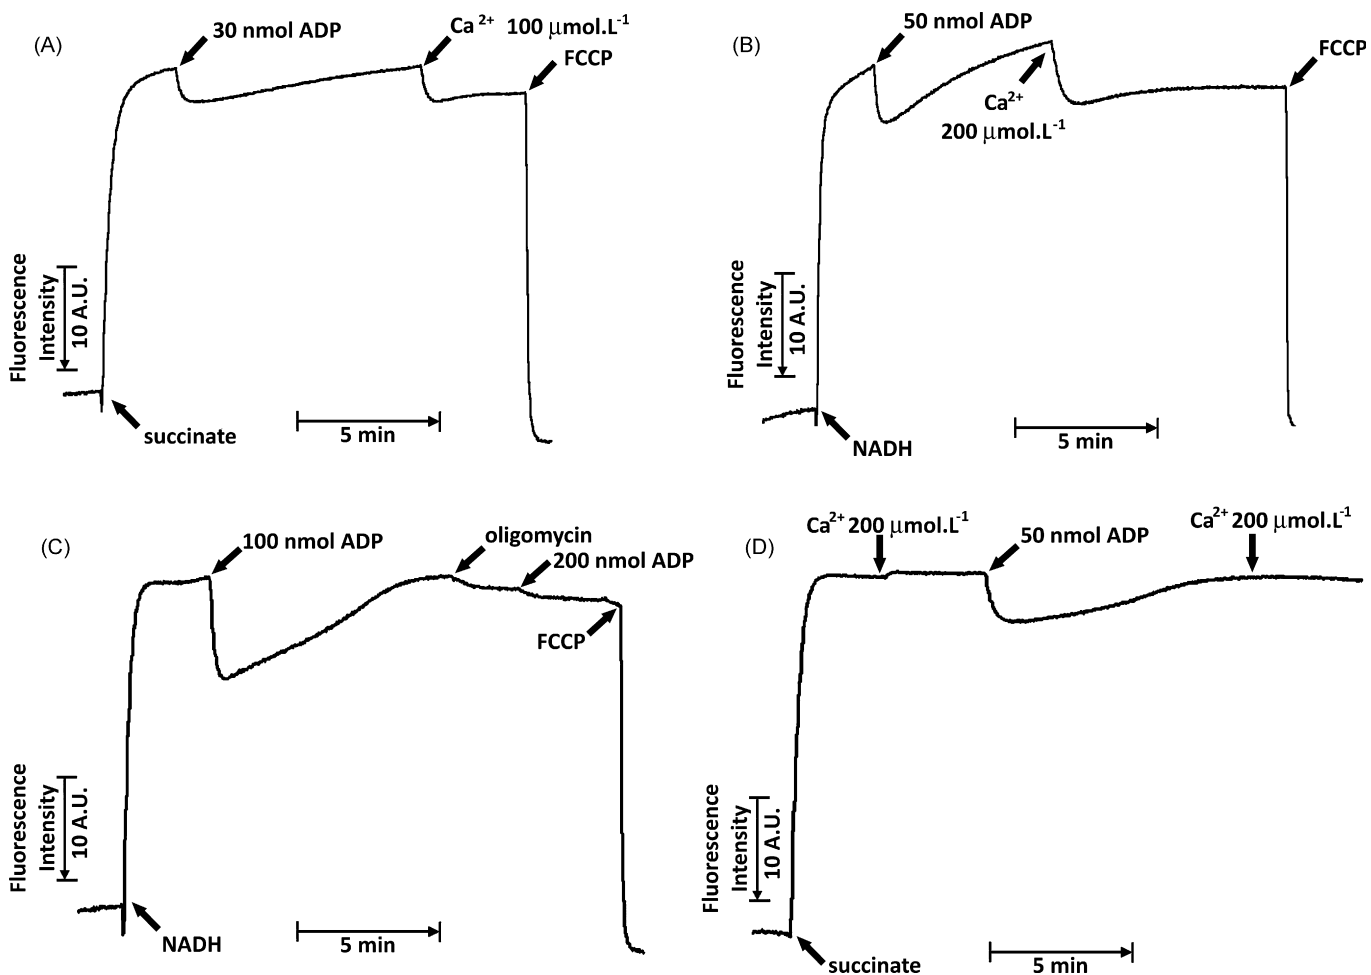 (A)
30 nmol ADP
Ca 2+ 100 μmol.L-1
FCCP
Fluorescence
Intensity
10 A.U.
succinate
5 min
(B)
50 nmol ADP
Ca2+
200 μmol.L-1
FCCP
Fluorescence
Intensity
10 A.U.
NADH
5 min
(C)
100 nmol ADP
oligomycin
200 nmol ADP
FCCP
Fluorescence
Intensity
10 A.U.
NADH
5 min
(D)
Ca2+ 200 μmol.L-1
50 nmol ADP
Ca2+ 200 μmol.L-1
Fluorescence
Intensity
10 A.U.
succinate
5 min